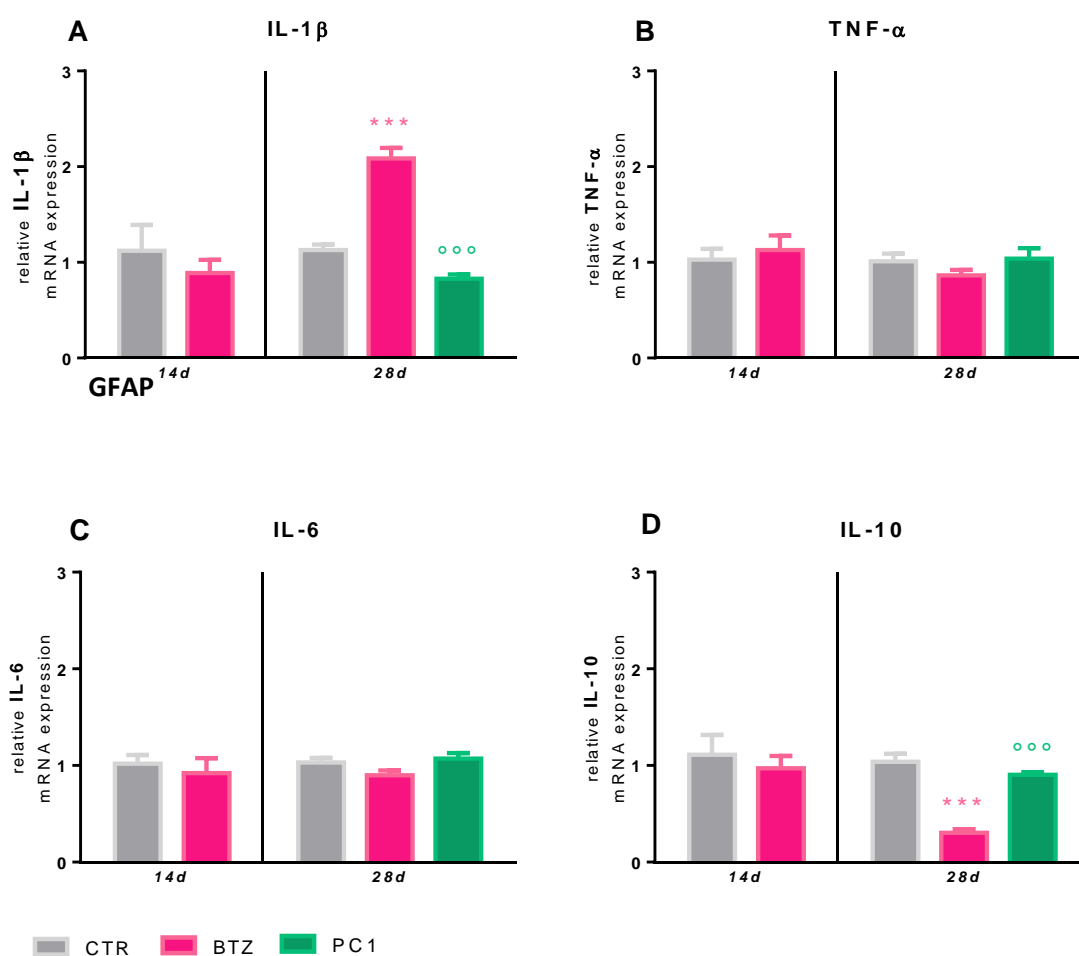 A
IL-1β
3
2
1
0
relative IL-1β
mRNA expression
***
°°°
14d
28d
GFAP
B
TNF-α
3
2
1
0
relative TNF-α
mRNA expression
14d
28d
C
IL-6
3
2
1
0
relative IL-6
mRNA expression
14d
28d
D
IL-10
3
2
1
0
relative IL-10
mRNA expression
***
°°°
14d
28d
CTR BTZ PC1